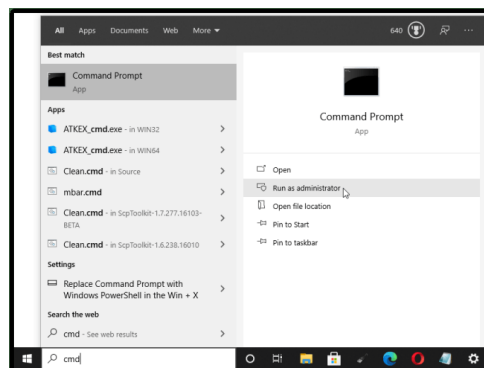 All Apps Documents Web More 640
Best match
Command Prompt
App
Apps
ATKEX_cmd.exe - in WIN32
ATKEX_cmd.exe - in WIN64
Clean.cmd - in Source
mbar.cmd
Clean.cmd - in ScpToolkit-1.7.277.16103-
BETA
Clean.cmd - in ScpToolkit-1.6.238.16010
Settings
Replace Command Prompt with
Windows PowerShell in the Win + X
Search the web
cmd - See web results
cmd
Command Prompt
App
Open
Run as administrator
Open file location
Pin to Start
Pin to taskbar